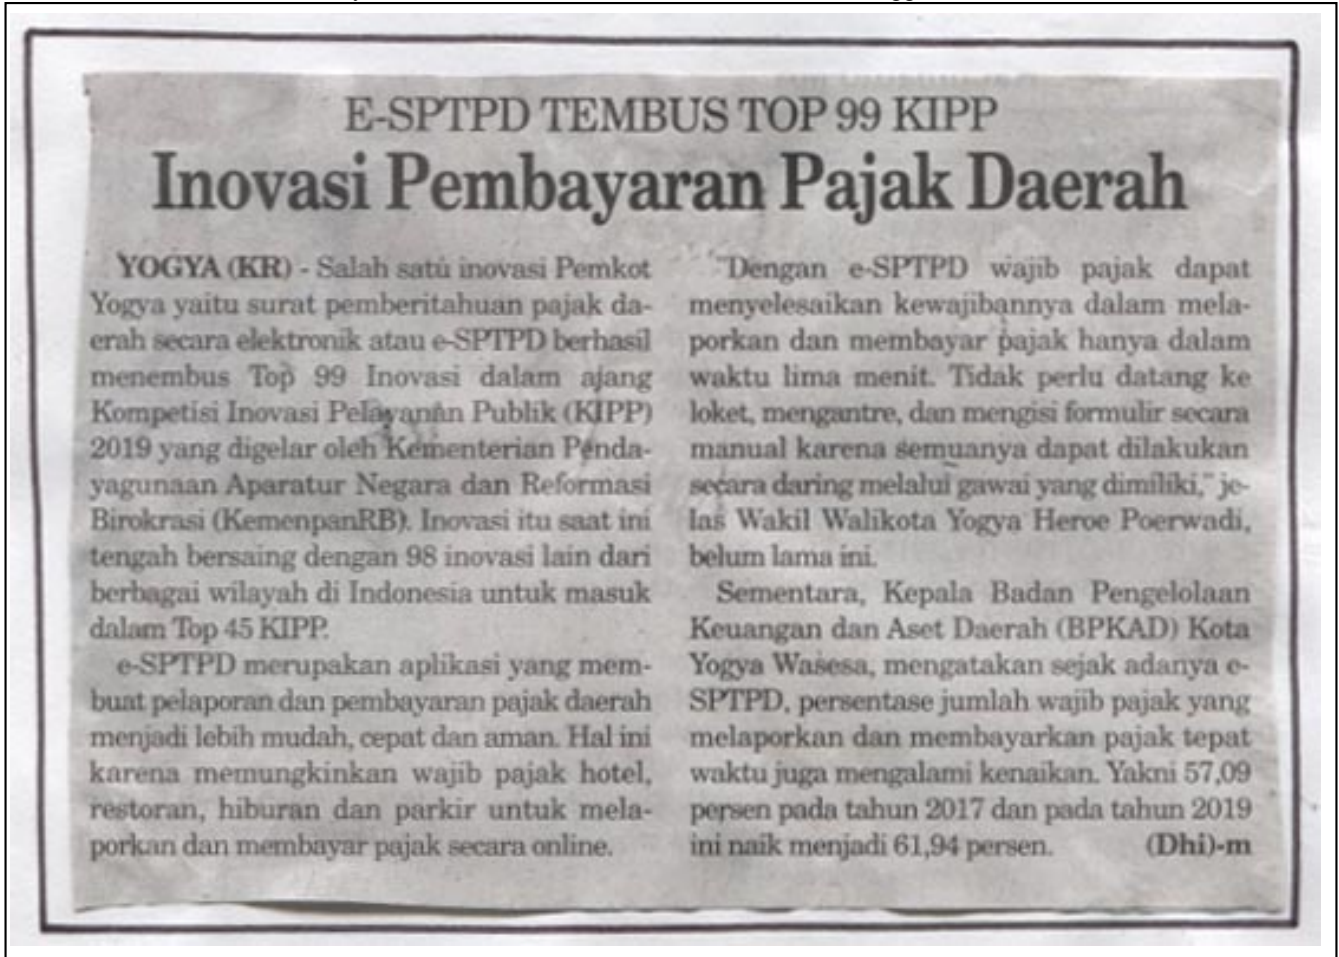 E-SPTPD TEMBUS TOP 99 KIPP
Inovasi Pembayaran Pajak Daerah
YOGYA (KR) - Salah satu inovasi Pemkot
Yogya yaitu surat pemberitahuan pajak da-
erah secara elektronik atau e-SPTPD berhasil
menembus Top 99 Inovasi dalam ajang
Kompetisi Inovasi Pelayanan Publik (KIPP)
2019 yang digelar oleh Kementerian Penda-
yagunaan Aparatur Negara dan Reformasi
Birokrasi (KemenpanRB). Inovasi itu saat ini
tengah bersaing dengan 98 inovasi lain dari
berbagai wilayah di Indonesia untuk masuk
dalam Top 45 KIPP.
e-SPTPD merupakan aplikasi yang mem-
buat pelaporan dan pembayaran pajak daerah
menjadi lebih mudah, cepat dan aman. Hal ini
karena memungkinkan wajib pajak hotel,
restoran, hiburan dan parkir untuk mela-
porkan dan membayar pajak secara online.
"Dengan e-SPTPD wajib pajak dapat
menyelesaikan kewajibannya dalam mela-
porkan dan membayar pajak hanya dalam
waktu lima menit. Tidak perlu datang ke
loket, mengantre, dan mengisi formulir secara
manual karena semuanya dapat dilakukan
secara daring melalui gawai yang dimiliki," je-
las Wakil Walikota Yogya Heroe Poerwadi,
belum lama ini.
Sementara, Kepala Badan Pengelolaan
Keuangan dan Aset Daerah (BPKAD) Kota
Yogya Wasesa, mengatakan sejak adanya e-
SPTPD, persentase jumlah wajib pajak yang
melaporkan dan membayarkan pajak tepat
waktu juga mengalami kenaikan. Yakni 57,09
persen pada tahun 2017 dan pada tahun 2019
ini naik menjadi 61,94 persen. (Dhi)-m